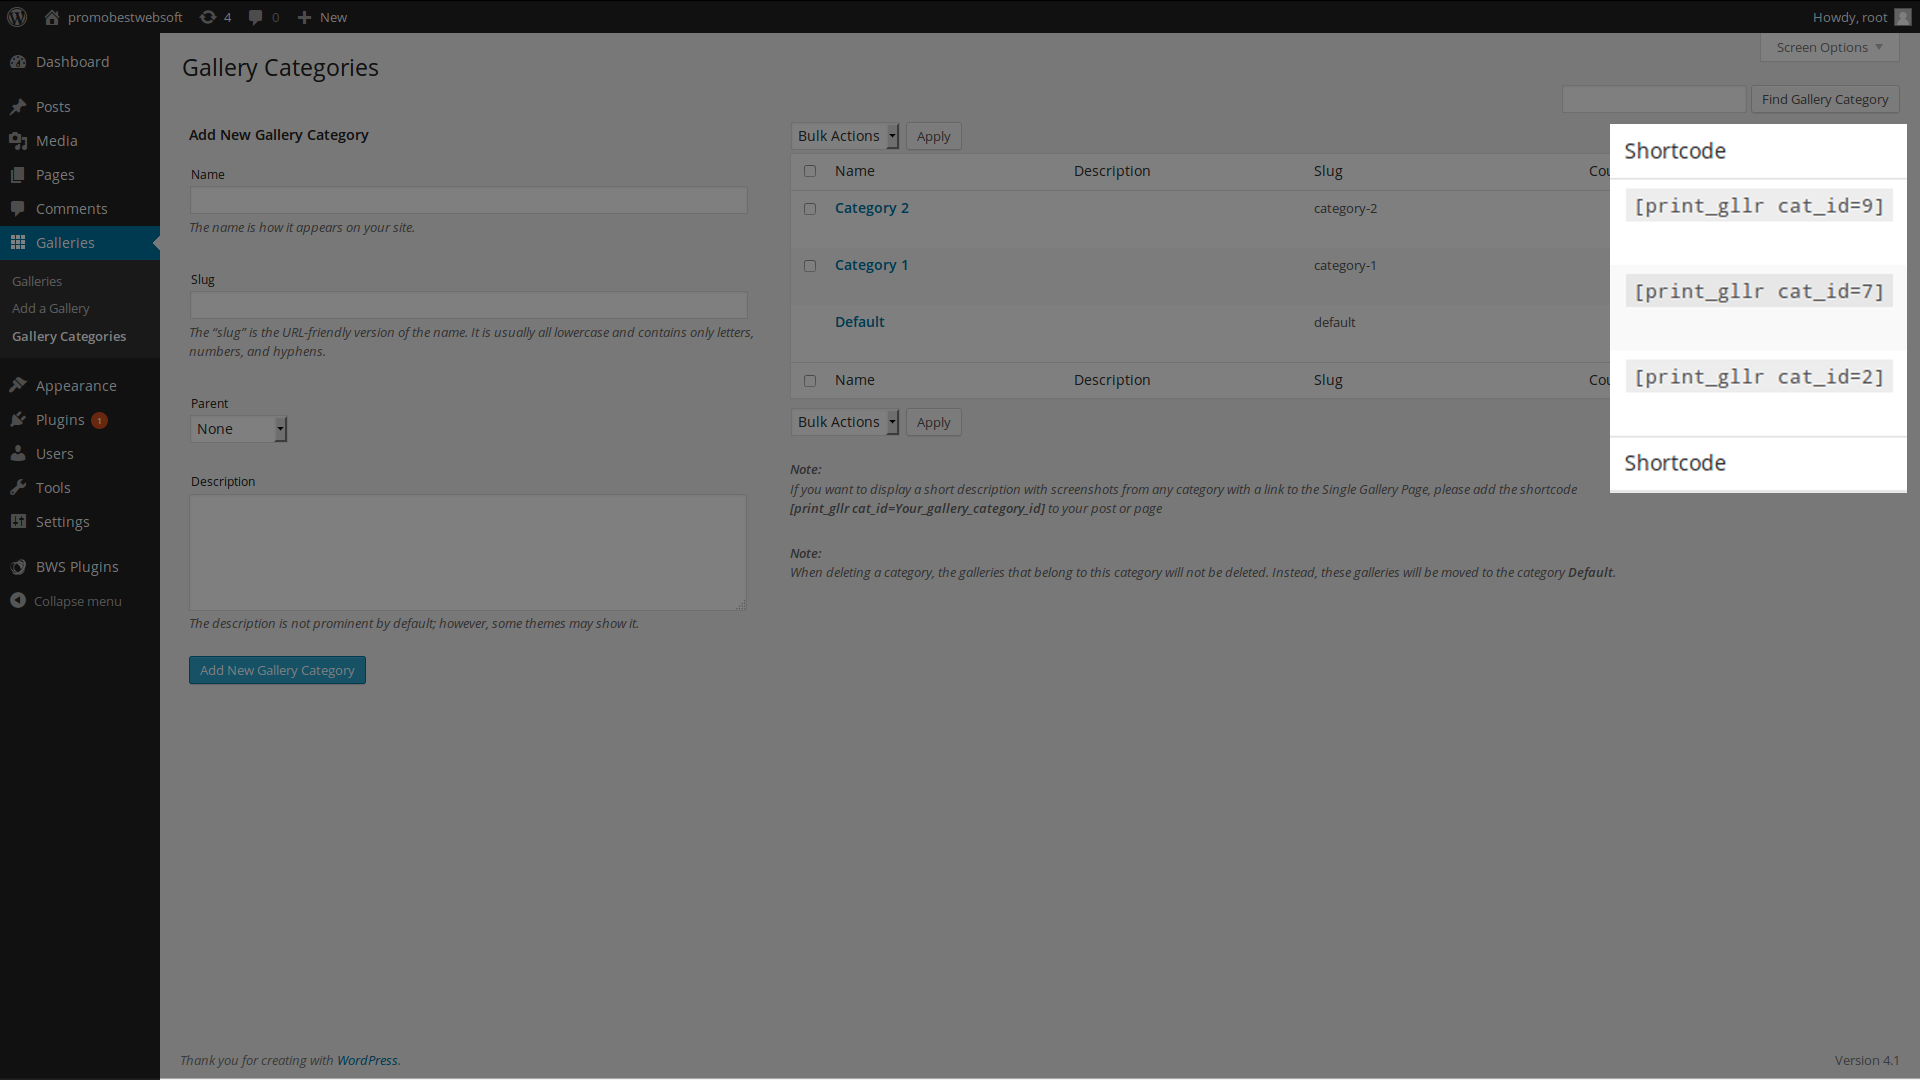 promobestwebsoft 4 0 New Howdy, root
Screen Options
Dashboard
Posts
Media
Pages
Comments
Galleries
Galleries
Add a Gallery
Gallery Categories
Appearance
Plugins 1
Users
Tools
Settings
BWS Plugins
Collapse menu
Gallery Categories
Find Gallery Category
Add New Gallery Category
Name
The name is how it appears on your site.
Slug
The “slug” is the URL-friendly version of the name. It is usually all lowercase and contains only letters,
numbers, and hyphens.
Parent
None
Description
The description is not prominent by default; however, some themes may show it.
Add New Gallery Category
Bulk Actions Apply
Name Description Slug Cou
Category 2 category-2
Category 1 category-1
Default default
Name Description Slug Cou
Bulk Actions Apply
Shortcode
[print_gllr cat_id=9]
[print_gllr cat_id=7]
[print_gllr cat_id=2]
Shortcode
Note:
If you want to display a short description with screenshots from any category with a link to the Single Gallery Page, please add the shortcode
[print_gllr cat_id=Your_gallery_category_id] to your post or page
Note:
When deleting a category, the galleries that belong to this category will not be deleted. Instead, these galleries will be moved to the category Default.
Thank you for creating with WordPress. Version 4.1